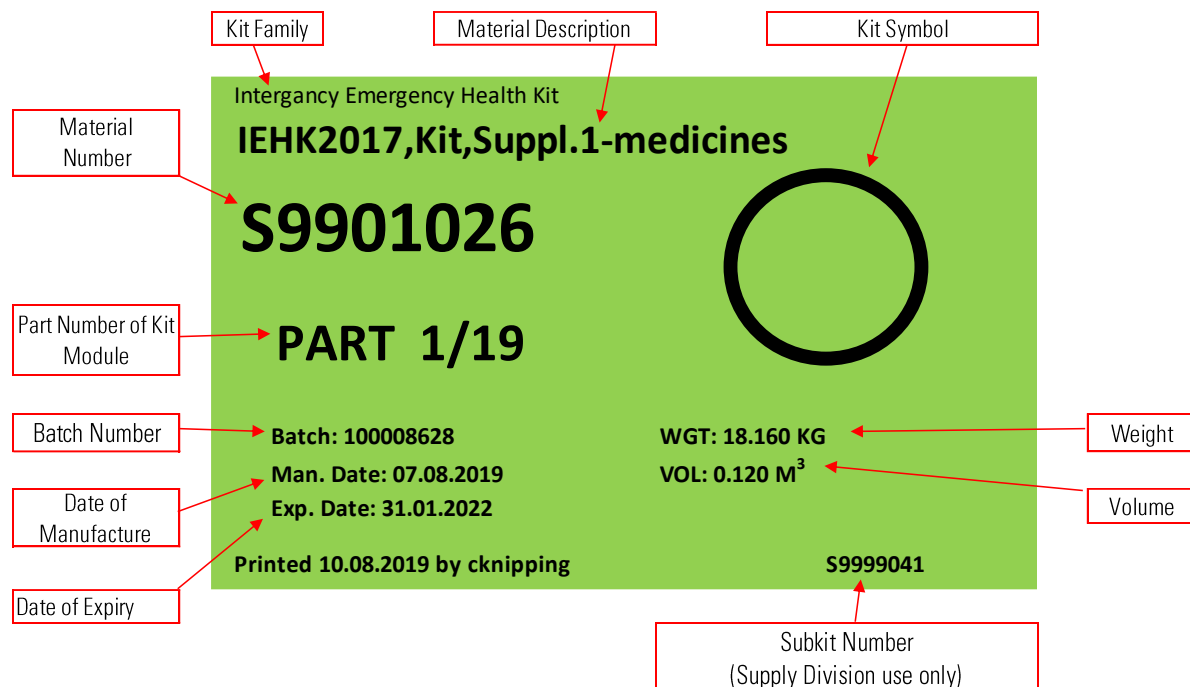 Kit Family
Material Description
Kit Symbol
Intergancy Emergency Health Kit
IEHK2017,Kit,Suppl.1-medicines
Material
Number
S9901026
Part Number of Kit
Module
PART 1/19
Batch Number
Batch: 100008628
WGT: 18.160 KG
Weight
Man. Date: 07.08.2019
VOL: 0.120 M³
Date of
Manufacture
Volume
Exp. Date: 31.01.2022
Printed 10.08.2019 by cknipping
S9999041
Date of Expiry
Subkit Number
(Supply Division use only)